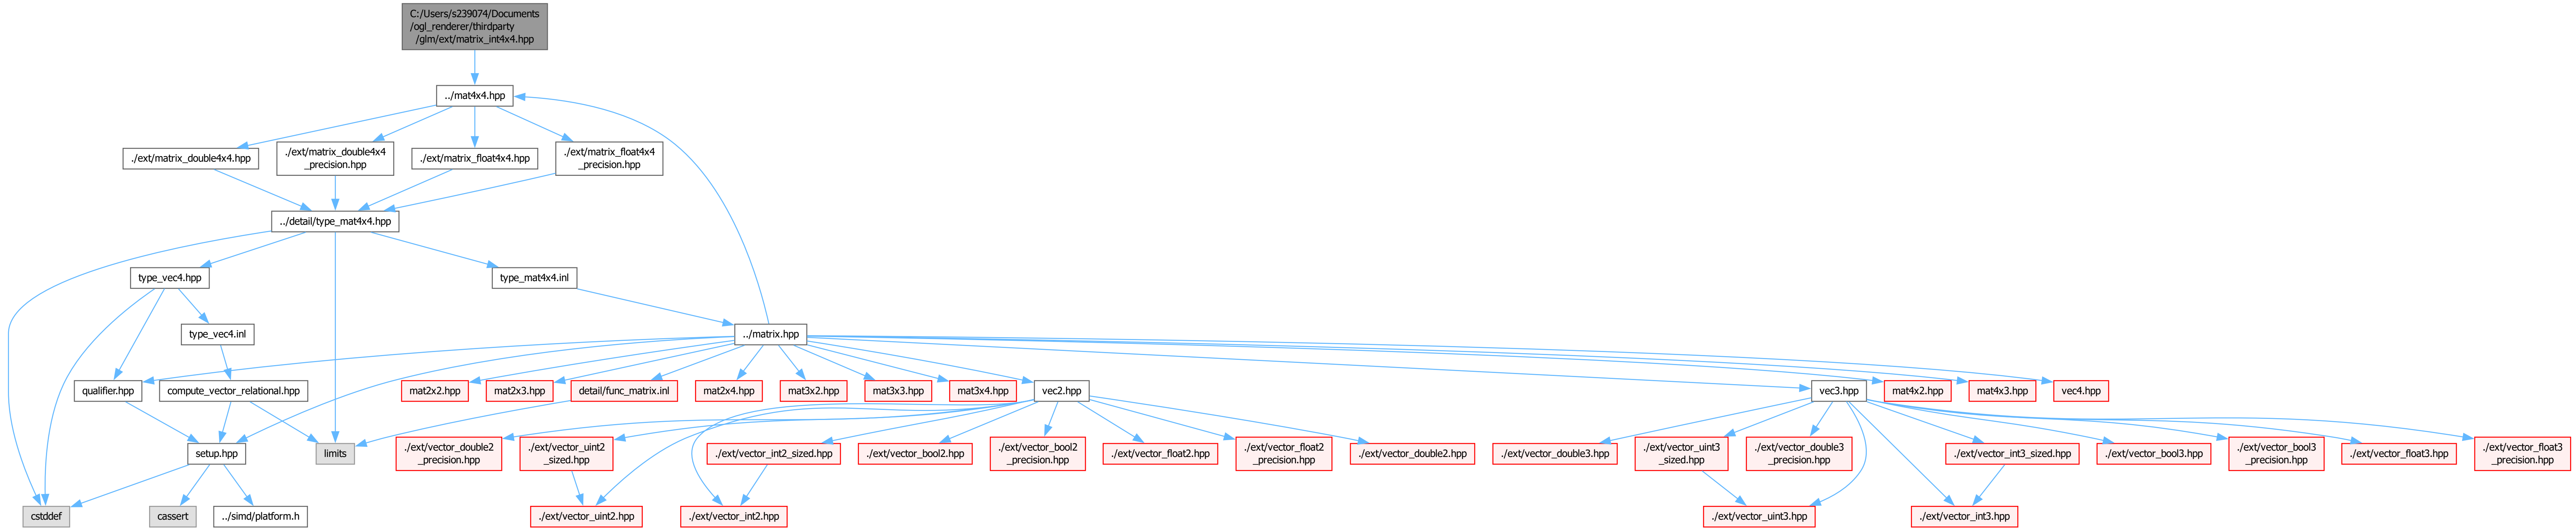 C:/Users/s239074/Documents
/ogl_renderer/thirdparty
/glm/ext/matrix_int4x4.hpp
../mat4x4.hpp
./ext/matrix_double4x4.hpp
./ext/matrix_double4x4
_precision.hpp
./ext/matrix_float4x4.hpp
./ext/matrix_float4x4
_precision.hpp
../detail/type_mat4x4.hpp
type_vec4.hpp
type_mat4x4.inl
type_vec4.inl
../matrix.hpp
qualifier.hpp
compute_vector_relational.hpp
mat2x2.hpp
mat2x3.hpp
detail/func_matrix.inl
mat2x4.hpp
mat3x2.hpp
mat3x3.hpp
mat3x4.hpp
vec2.hpp
vec3.hpp
mat4x2.hpp
mat4x3.hpp
vec4.hpp
setup.hpp
limits
./ext/vector_double2
_precision.hpp
./ext/vector_uint2
_sized.hpp
./ext/vector_int2_sized.hpp
./ext/vector_bool2.hpp
./ext/vector_bool2
_precision.hpp
./ext/vector_float2.hpp
./ext/vector_float2
_precision.hpp
./ext/vector_double2.hpp
./ext/vector_double3.hpp
./ext/vector_uint3
_sized.hpp
./ext/vector_double3
_precision.hpp
./ext/vector_int3_sized.hpp
./ext/vector_bool3.hpp
./ext/vector_bool3
_precision.hpp
./ext/vector_float3.hpp
./ext/vector_float3
_precision.hpp
cstddef
cassert
../simd/platform.h
./ext/vector_uint2.hpp
./ext/vector_int2.hpp
./ext/vector_uint3.hpp
./ext/vector_int3.hpp